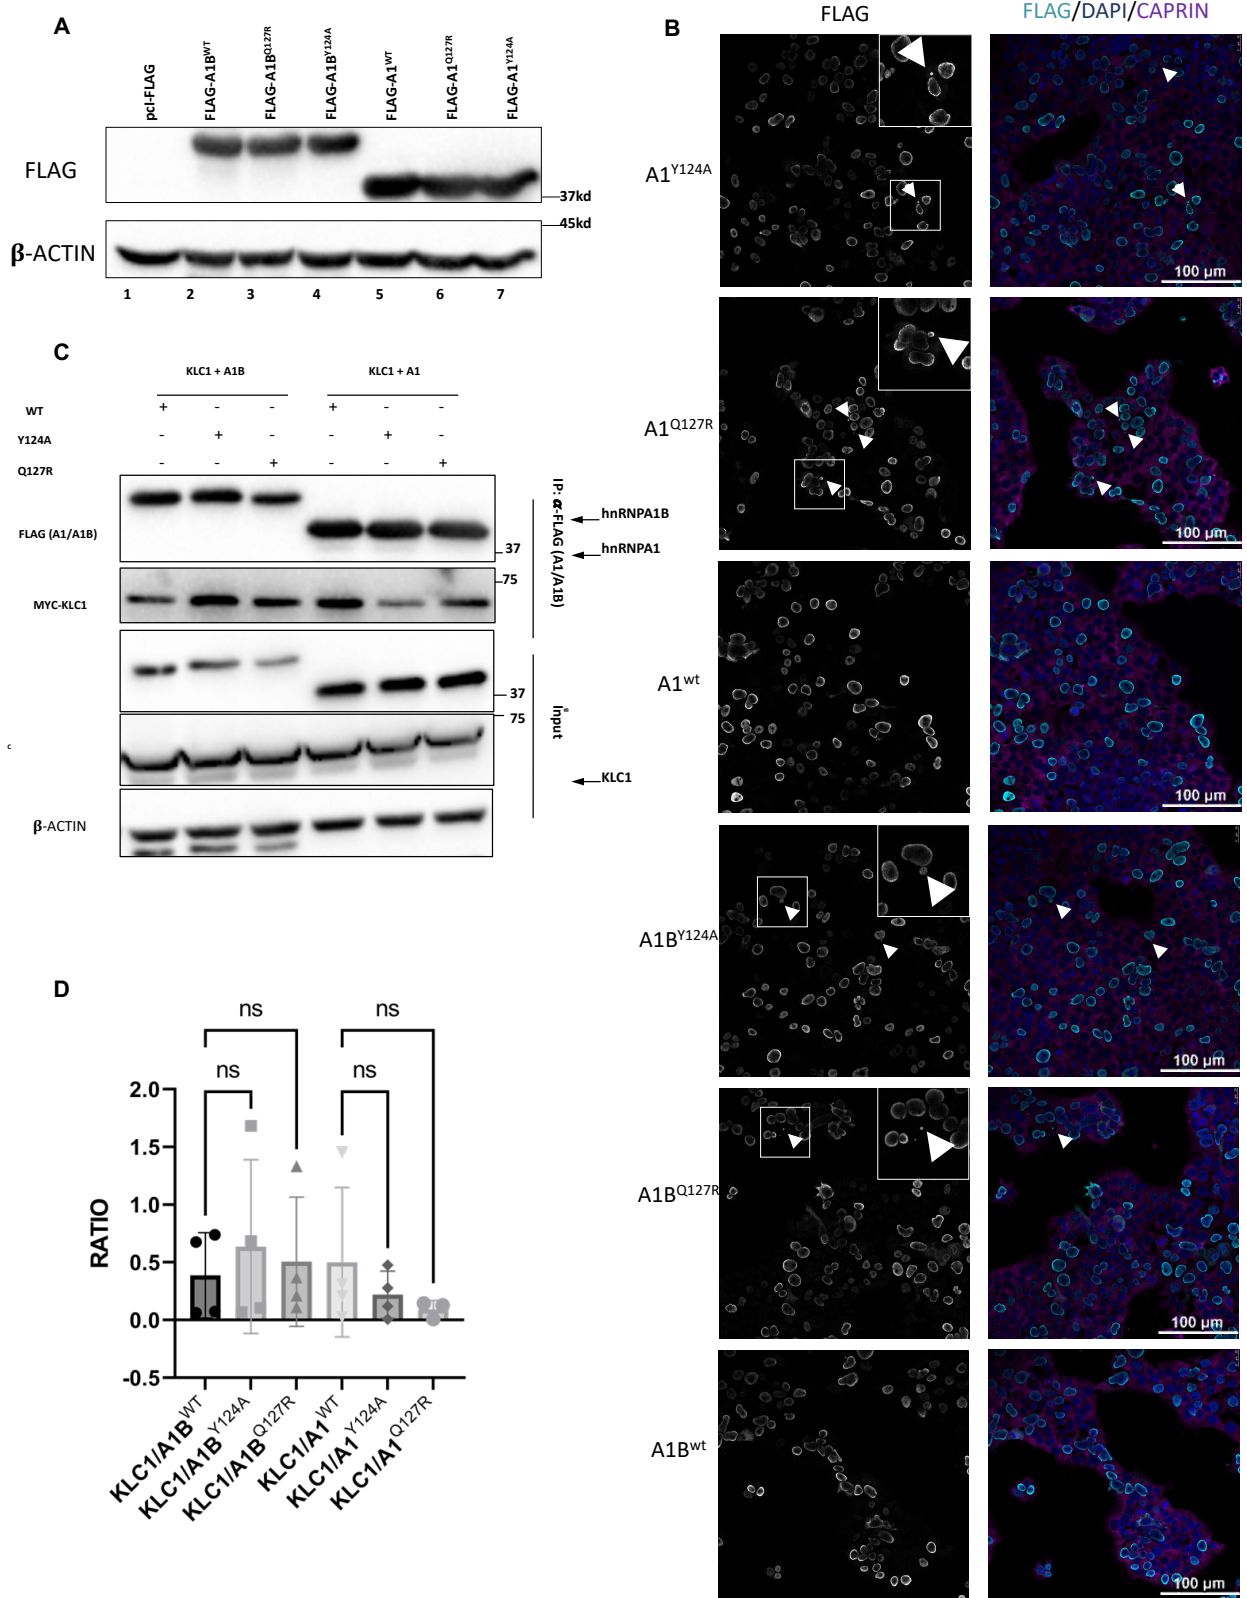 A
pcl-FLAG
FLAG-A1B^WT
FLAG-A1B^Q127R
FLAG-A1B^Y124A
FLAG-A1^WT
FLAG-A1^Q127R
FLAG-A1^Y124A
FLAG
37kd
45kd
β-ACTIN
1 2 3 4 5 6 7
B
FLAG
FLAG/DAPI/CAPRIN
A1^Y124A
100 µm
A1^Q127R
100 µm
A1^wt
100 µm
A1B^Y124A
100 µm
A1B^Q127R
100 µm
A1B^wt
100 µm
C
KLC1 + A1B
KLC1 + A1
WT + - - + - -
Y124A - + - - + -
Q127R - - + - - +
FLAG (A1/A1B)
37
MYC-KLC1
75
IP: α-FLAG (A1/A1B)
hnRNPA1B
hnRNPA1
37
75
Input
c
KLC1
β-ACTIN
D
ns
ns
ns
ns
RATIO
2.0
1.5
1.0
0.5
0.0
-0.5
KLC1/A1B^WT
KLC1/A1B^Y124A
KLC1/A1B^Q127R
KLC1/A1^WT
KLC1/A1^Y124A
KLC1/A1^Q127R